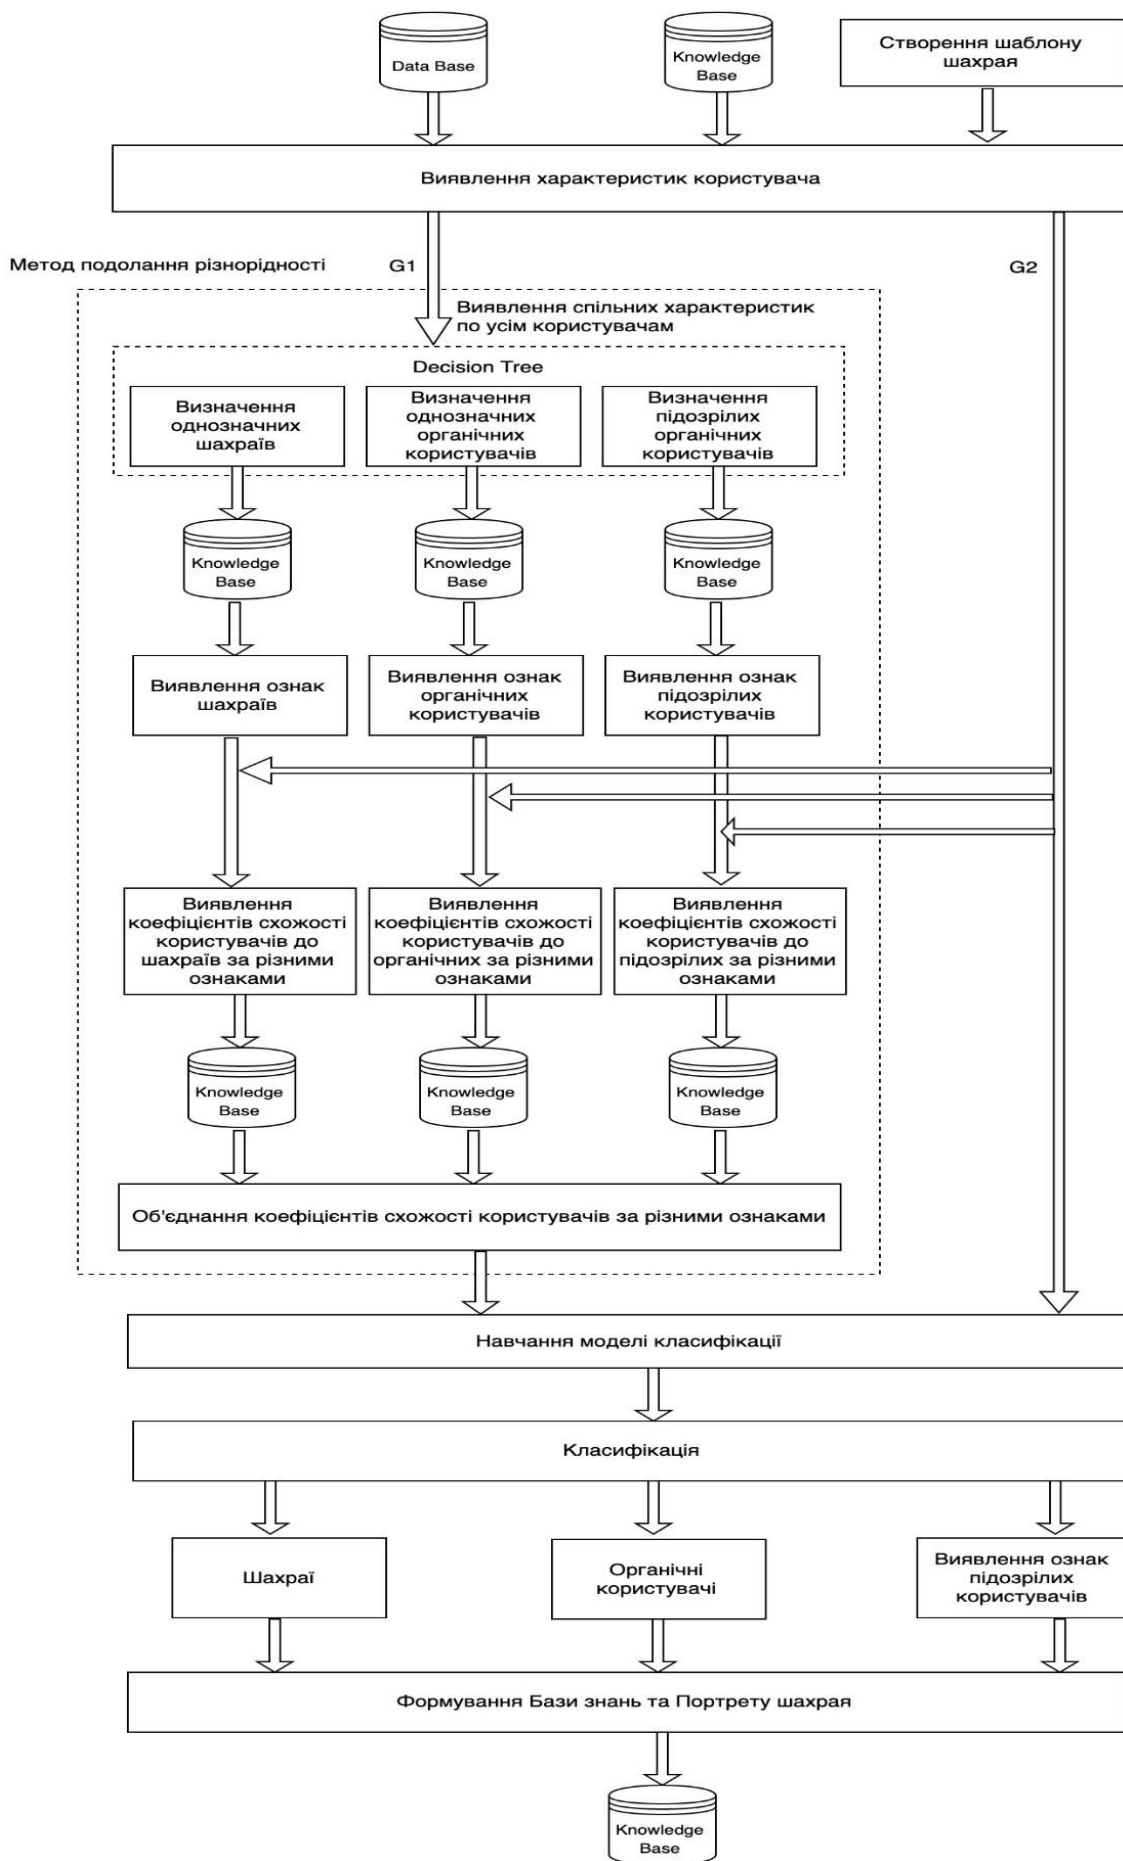 Data Base
Knowledge
Base
Створення шаблону
шахрая
Виявлення характеристик користувача
Метод подолання різнорідності
G1
G2
Виявлення спільних характеристик
по усім користувачам
Decision Tree
Визначення
однозначних
шахраїв
Визначення
однозначних
органічних
користувачів
Визначення
підозрілих
органічних
користувачів
Knowledge
Base
Knowledge
Base
Knowledge
Base
Виявлення ознак
шахраїв
Виявлення ознак
органічних
користувачів
Виявлення ознак
підозрілих
користувачів
Виявлення
коефіцієнтів схожості
користувачів до
шахраїв за різними
ознаками
Виявлення
коефіцієнтів схожості
користувачів до
органічних за різними
ознаками
Виявлення
коефіцієнтів схожості
користувачів до
підозрілих за різними
ознаками
Knowledge
Base
Knowledge
Base
Knowledge
Base
Об'єднання коефіцієнтів схожості користувачів за різними ознаками
Навчання моделі класифікації
Класифікація
Шахраї
Органічні
користувачі
Виявлення ознак
підозрілих
користувачів
Формування Бази знань та Портрету шахрая
Knowledge
Base